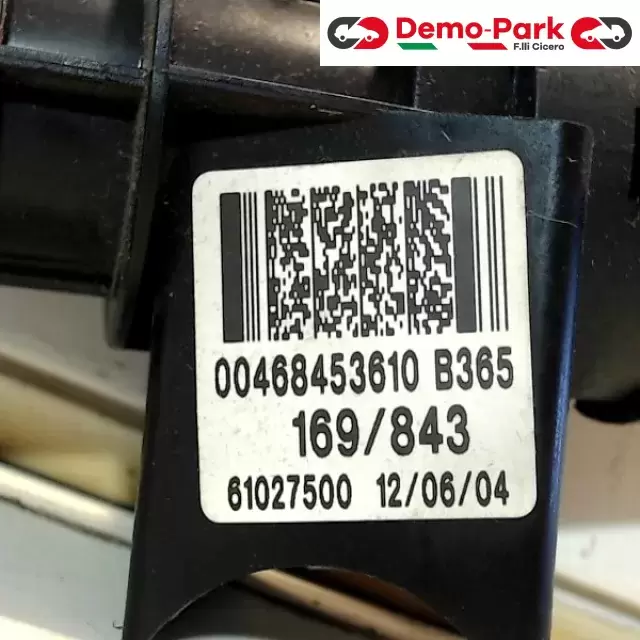 Demo-Park
F.lli Cicero
00468453610 B365
169/843
61027500 12/06/04